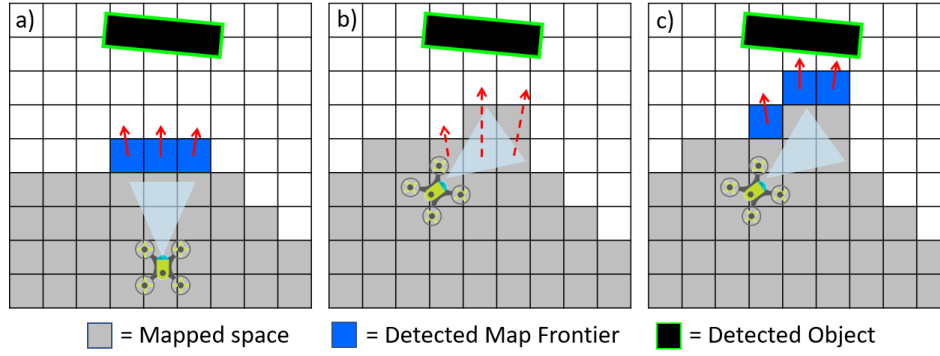 a) b) c)
= Mapped space = Detected Map Frontier = Detected Object